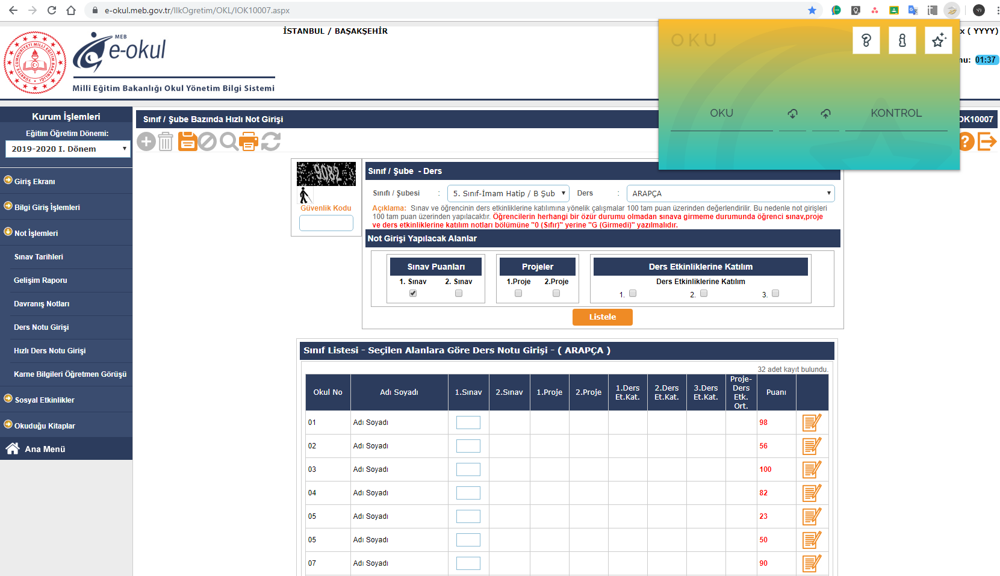 e-okul.meb.gov.tr/IlkOgretim/OKL/IOK10007.aspx
MEB
e-okul
Millî Eğitim Bakanlığı Okul Yönetim Bilgi Sistemi
İSTANBUL / BAŞAKŞEHİR
x ( YYYY)
nu: 01:37
OKU
OKU
KONTROL
Kurum İşlemleri
Eğitim Öğretim Dönemi:
2019-2020 I. Dönem
Giriş Ekranı
Bilgi Giriş İşlemleri
Not İşlemleri
Sınav Tarihleri
Gelişim Raporu
Davranış Notları
Ders Notu Girişi
Hızlı Ders Notu Girişi
Karne Bilgileri Öğretmen Görüşü
Sosyal Etkinlikler
Okuduğu Kitaplar
Ana Menü
Sınıf / Şube Bazında Hızlı Not Girişi
OK10007
9082
Güvenlik Kodu
Sınıf / Şube - Ders
Sınıfı / Şubesi : 5. Sınıf-İmam Hatip / B Şub Ders : ARAPÇA
Açıklama: Sınav ve öğrencinin ders etkinliklerine katılımına yönelik çalışmalar 100 tam puan üzerinden değerlendirilir. Bu nedenle not girişleri
100 tam puan üzerinden yapılacaktır. Öğrencilerin herhangi bir özür durumu olmadan sınava girmeme durumunda öğrenci sınav,proje
ve ders etkinliklerine katılım notları bölümüne "0 (Sıfır)" yerine "G (Girmedi)" yazılmalıdır.
Not Girişi Yapılacak Alanlar
Sınav Puanları
1. Sınav 2. Sınav
Projeler
1.Proje 2.Proje
Ders Etkinliklerine Katılım
Ders Etkinliklerine Katılım
1. 2. 3.
Listele
Sınıf Listesi - Seçilen Alanlara Göre Ders Notu Girişi - ( ARAPÇA )
32 adet kayıt bulundu.
Okul No Adı Soyadı 1.Sınav 2.Sınav 1.Proje 2.Proje 1.Ders Et.Kat. 2.Ders Et.Kat. 3.Ders Et.Kat. Proje-Ders Etk. Ort. Puanı
01 Adı Soyadı 98
02 Adı Soyadı 56
03 Adı Soyadı 100
04 Adı Soyadı 82
05 Adı Soyadı 23
05 Adı Soyadı 50
07 Adı Soyadı 90